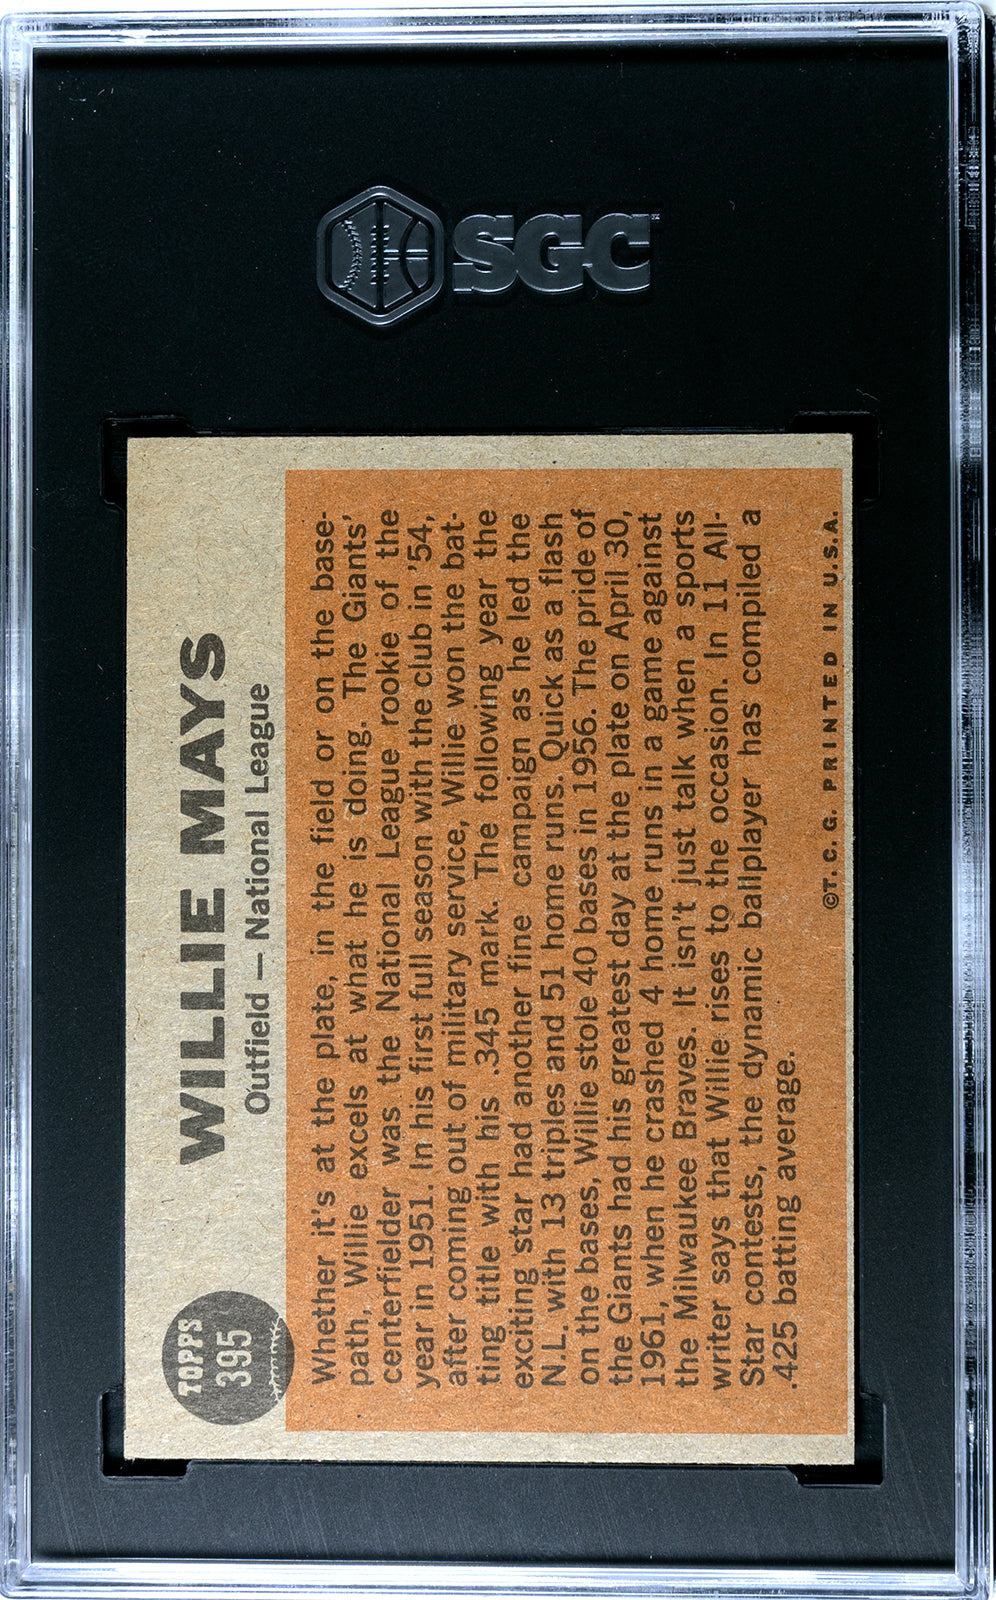 SGC
TOPPS
395
WILLIE MAYS
Outfield — National League
Whether it's at the plate, in the field or on the base-
path, Willie excels at what he is doing. The Giants'
centerfielder was the National League rookie of the
year in 1951. In his first full season with the club in '54,
after coming out of military service, Willie won the bat-
ting title with his .345 mark. The following year the
exciting star had another fine campaign as he led the
N.L. with 13 triples and 51 home runs. Quick as a flash
on the bases, Willie stole 40 bases in 1956. The pride of
the Giants had his greatest day at the plate on April 30,
1961, when he crashed 4 home runs in a game against
the Milwaukee Braves. It isn't just talk when a sports
writer says that Willie rises to the occasion. In 11 All-
Star contests, the dynamic ballplayer has compiled a
.425 batting average.
©T. C. G. PRINTED IN U.S.A.